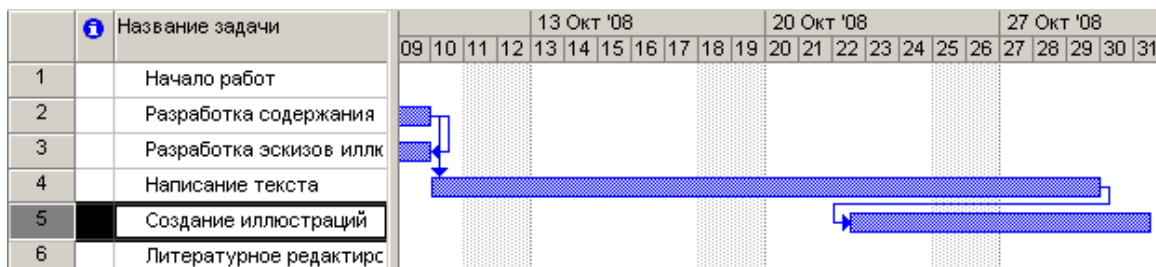 Название задачи
13 Окт '08 20 Окт '08 27 Окт '08
09 10 11 12 13 14 15 16 17 18 19 20 21 22 23 24 25 26 27 28 29 30 31
1 Начало работ
2 Разработка содержания
3 Разработка эскизов иллк
4 Написание текста
5 Создание иллюстраций
6 Литературное редактирс